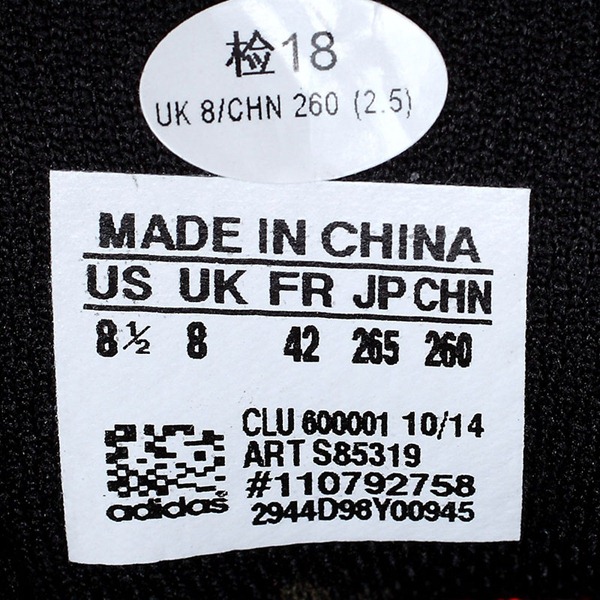 检18
UK 8/CHN 260 (2.5)
MADE IN CHINA
US UK FR JP CHN
8½ 8 42 265 260
CLU 600001 10/14
ART S85319
#110792758
adidas 2944D98Y00945